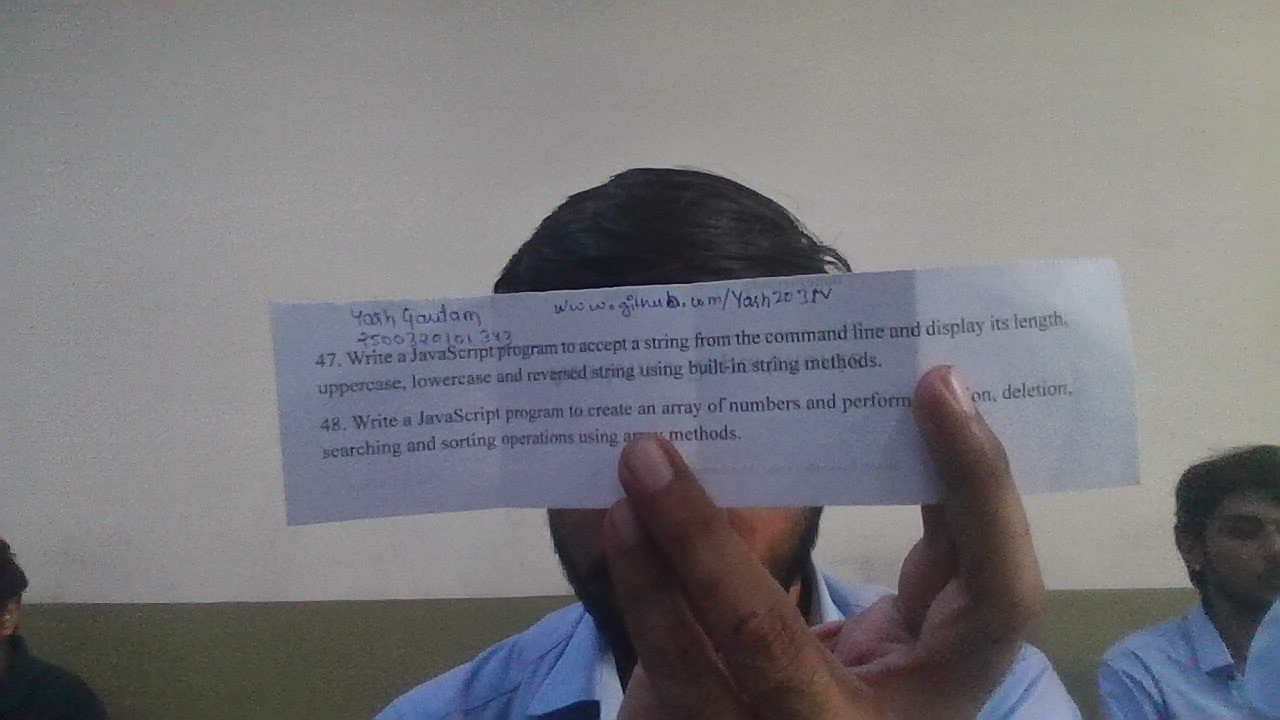 Yash Gautam www.github.com/Yash2031V
2500320101343
47. Write a JavaScript program to accept a string from the command line and display its length,
uppercase, lowercase and reversed string using built-in string methods.
48. Write a JavaScript program to create an array of numbers and perform on, deletion,
searching and sorting operations using array methods.